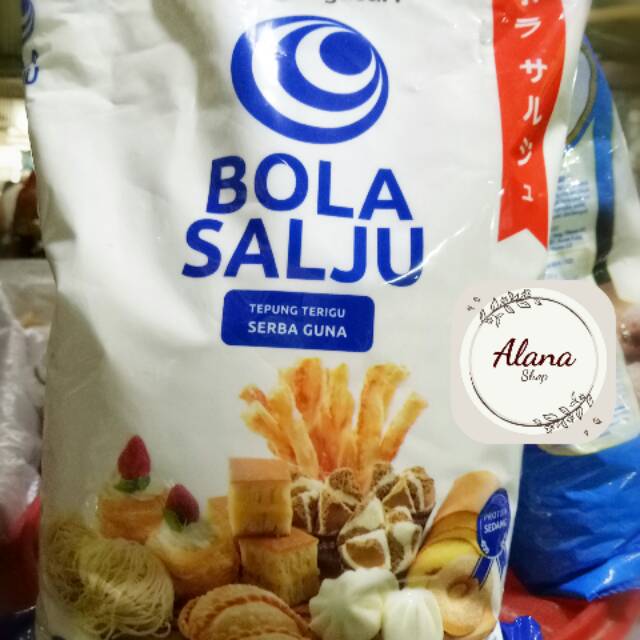 BOLA
SALJU
TEPUNG TERIGU
SERBA GUNA
ラ サルジュ
PROTEIN
SEDANG
Alana
Shop